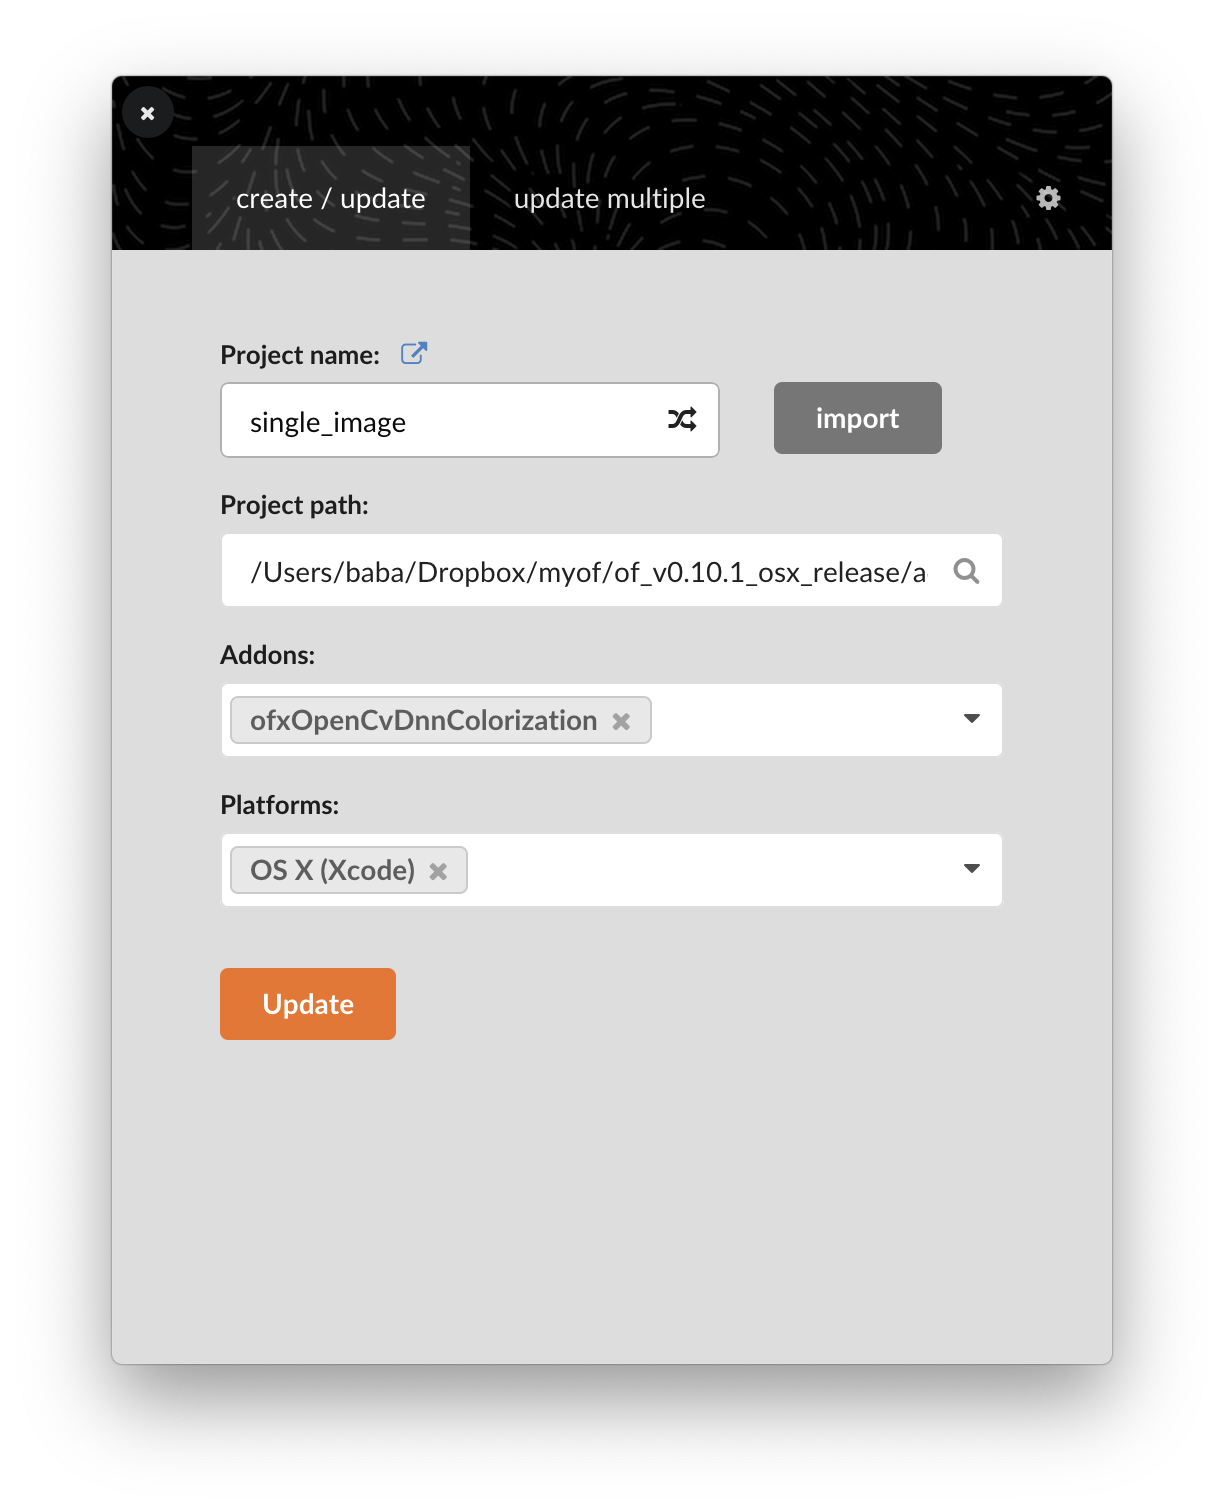 create / update
update multiple
Project name:
single_image
import
Project path:
/Users/baba/Dropbox/myof/of_v0.10.1_osx_release/a
Addons:
ofxOpenCvDnnColorization
Platforms:
OS X (Xcode)
Update